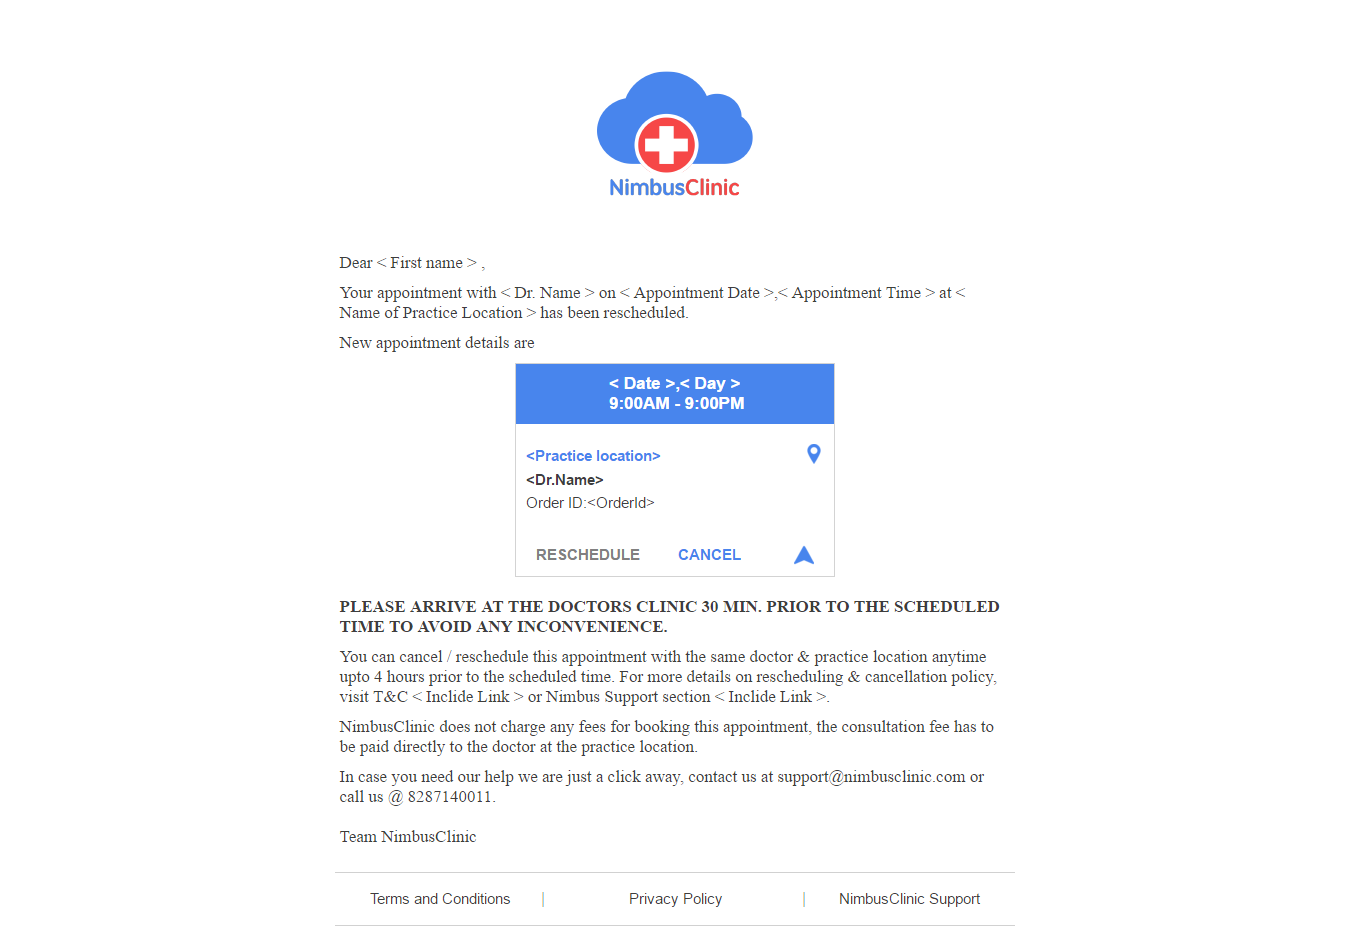 NimbusClinic
Dear < First name > ,
Your appointment with < Dr. Name > on < Appointment Date >,< Appointment Time > at <
Name of Practice Location > has been rescheduled.
New appointment details are
< Date >,< Day >
9:00AM - 9:00PM
<Practice location>
<Dr.Name>
Order ID:<OrderId>
RESCHEDULE CANCEL
PLEASE ARRIVE AT THE DOCTORS CLINIC 30 MIN. PRIOR TO THE SCHEDULED
TIME TO AVOID ANY INCONVENIENCE.
You can cancel / reschedule this appointment with the same doctor & practice location anytime
upto 4 hours prior to the scheduled time. For more details on rescheduling & cancellation policy,
visit T&C < Inclide Link > or Nimbus Support section < Inclide Link >.
NimbusClinic does not charge any fees for booking this appointment, the consultation fee has to
be paid directly to the doctor at the practice location.
In case you need our help we are just a click away, contact us at support@nimbusclinic.com or
call us @ 8287140011.
Team NimbusClinic
Terms and Conditions | Privacy Policy | NimbusClinic Support